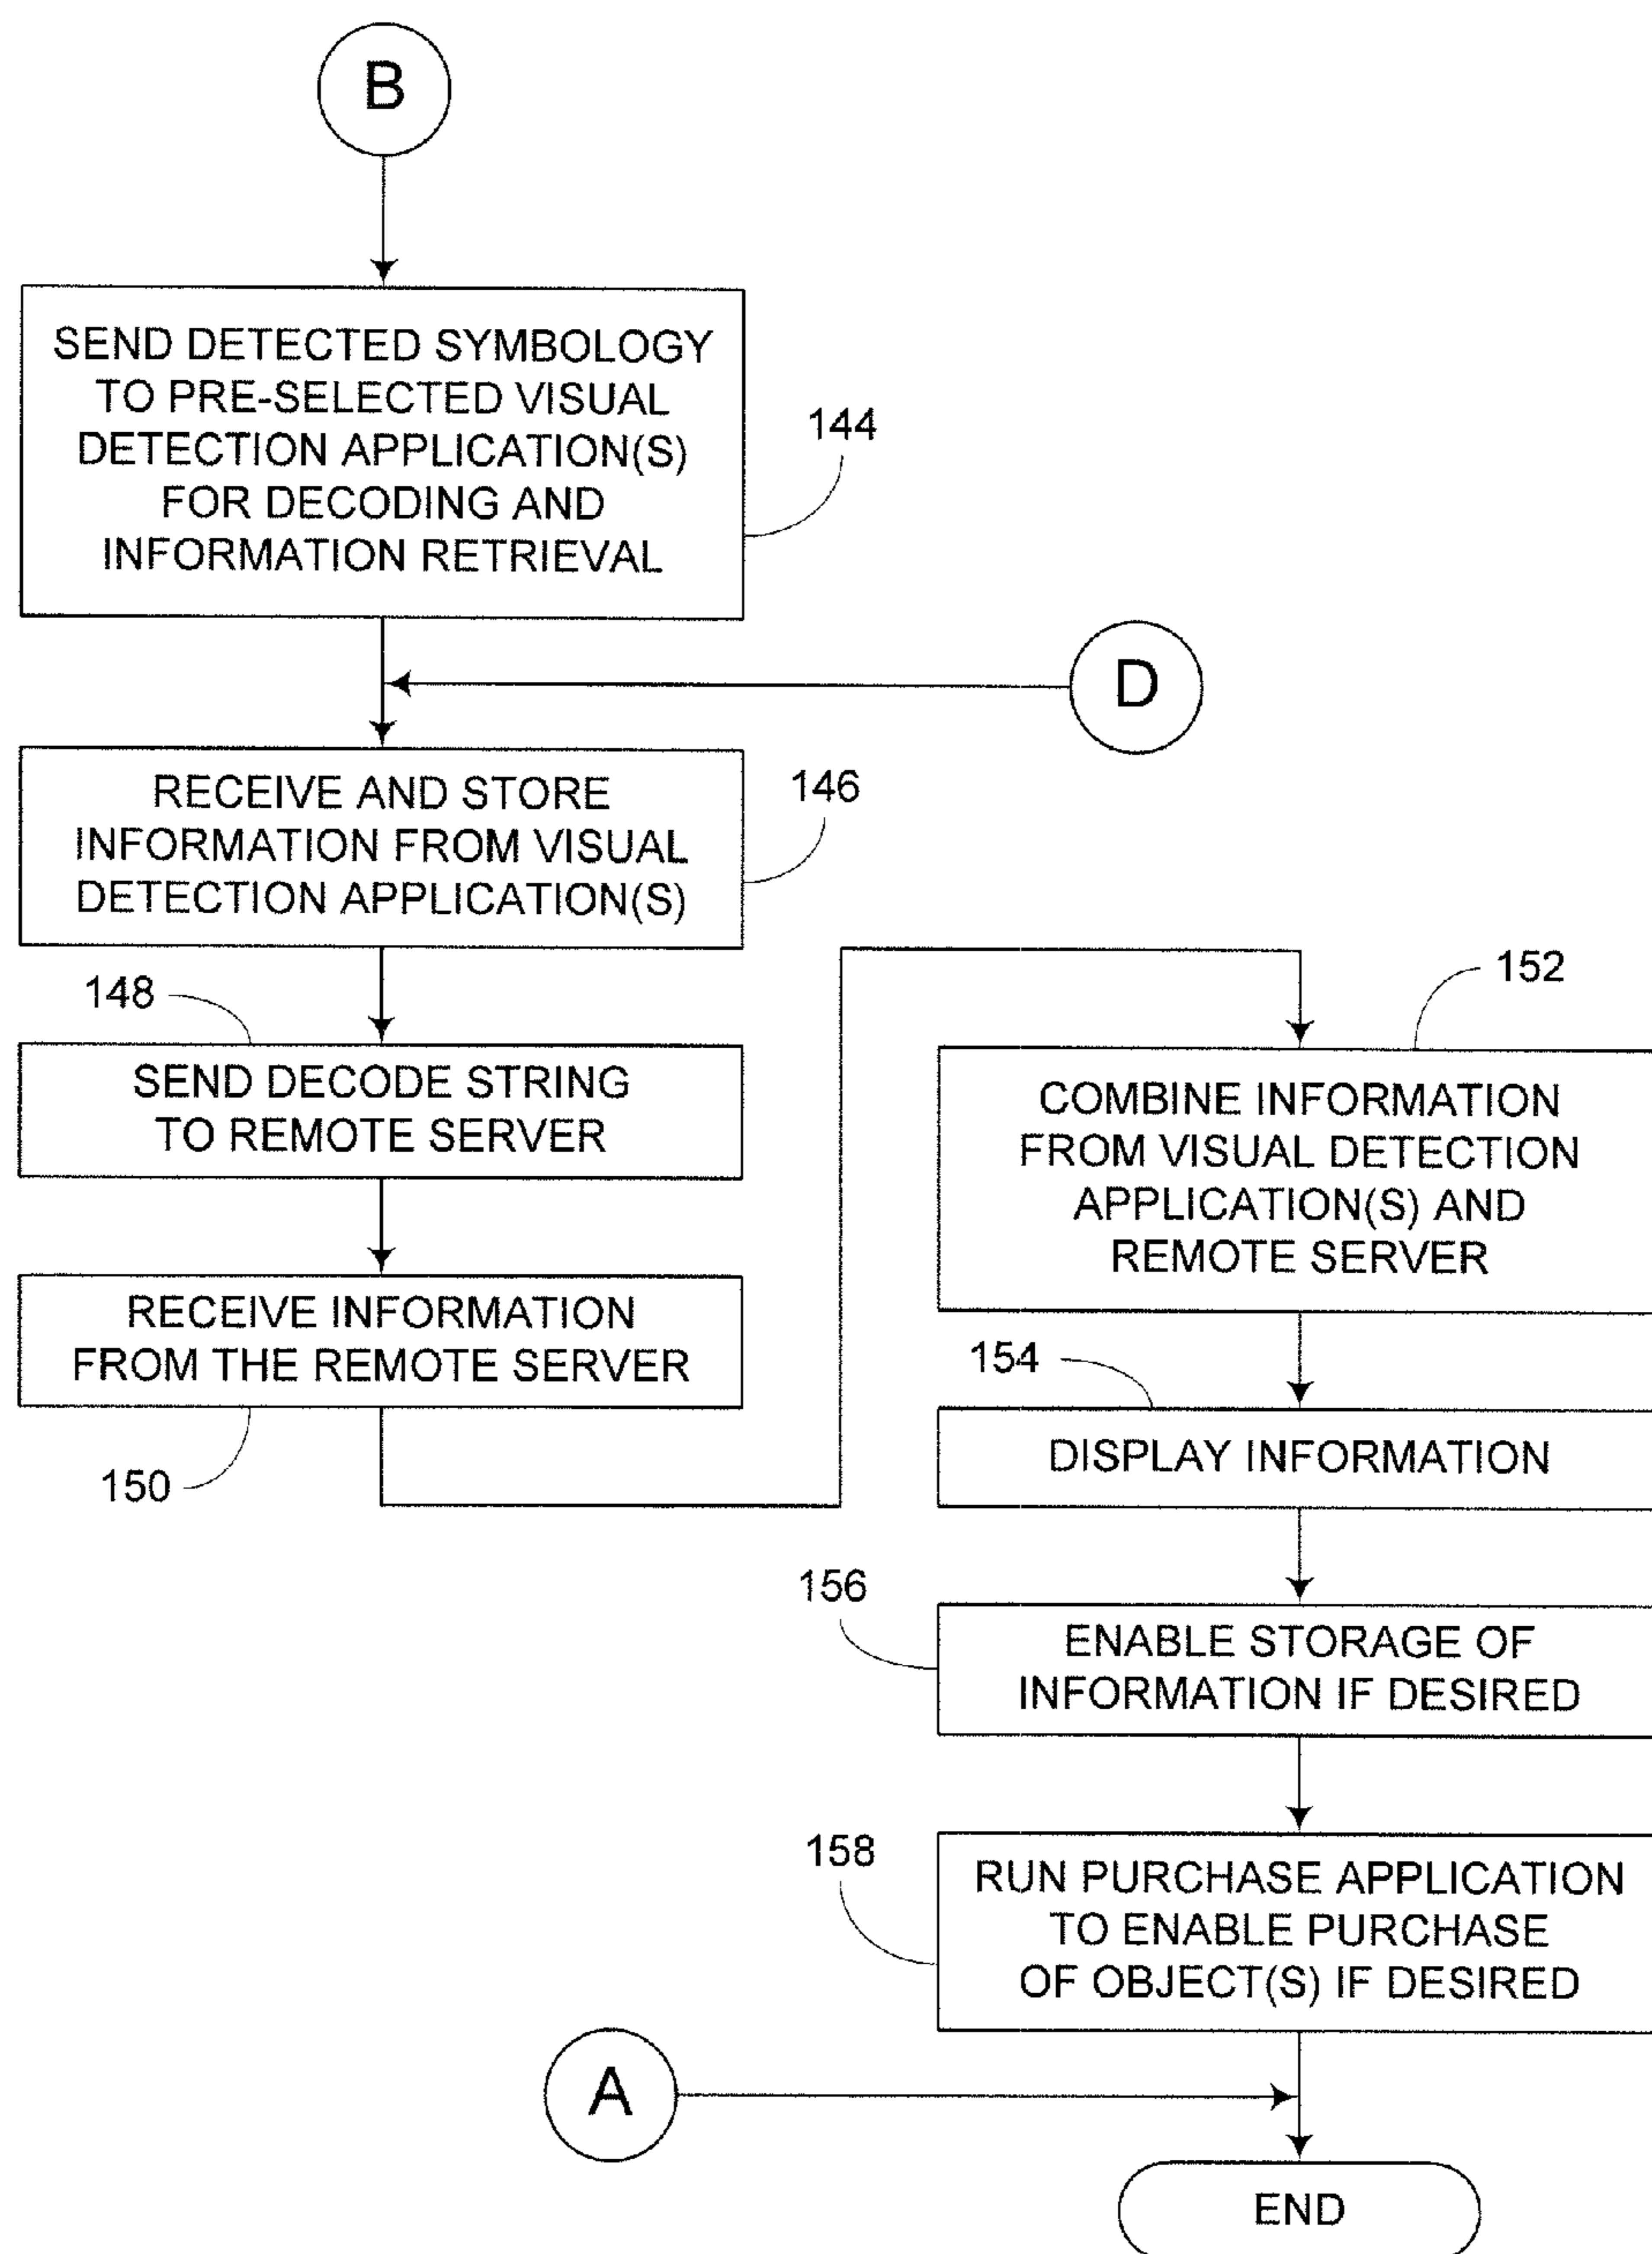 B
SEND DETECTED SYMBOLOGY
TO PRE-SELECTED VISUAL
DETECTION APPLICATION(S)
FOR DECODING AND
INFORMATION RETRIEVAL
144
D
RECEIVE AND STORE
INFORMATION FROM VISUAL
DETECTION APPLICATION(S)
146
148
SEND DECODE STRING
TO REMOTE SERVER
RECEIVE INFORMATION
FROM THE REMOTE SERVER
150
152
COMBINE INFORMATION
FROM VISUAL DETECTION
APPLICATION(S) AND
REMOTE SERVER
154
DISPLAY INFORMATION
156
ENABLE STORAGE OF
INFORMATION IF DESIRED
158
RUN PURCHASE APPLICATION
TO ENABLE PURCHASE
OF OBJECT(S) IF DESIRED
A
END